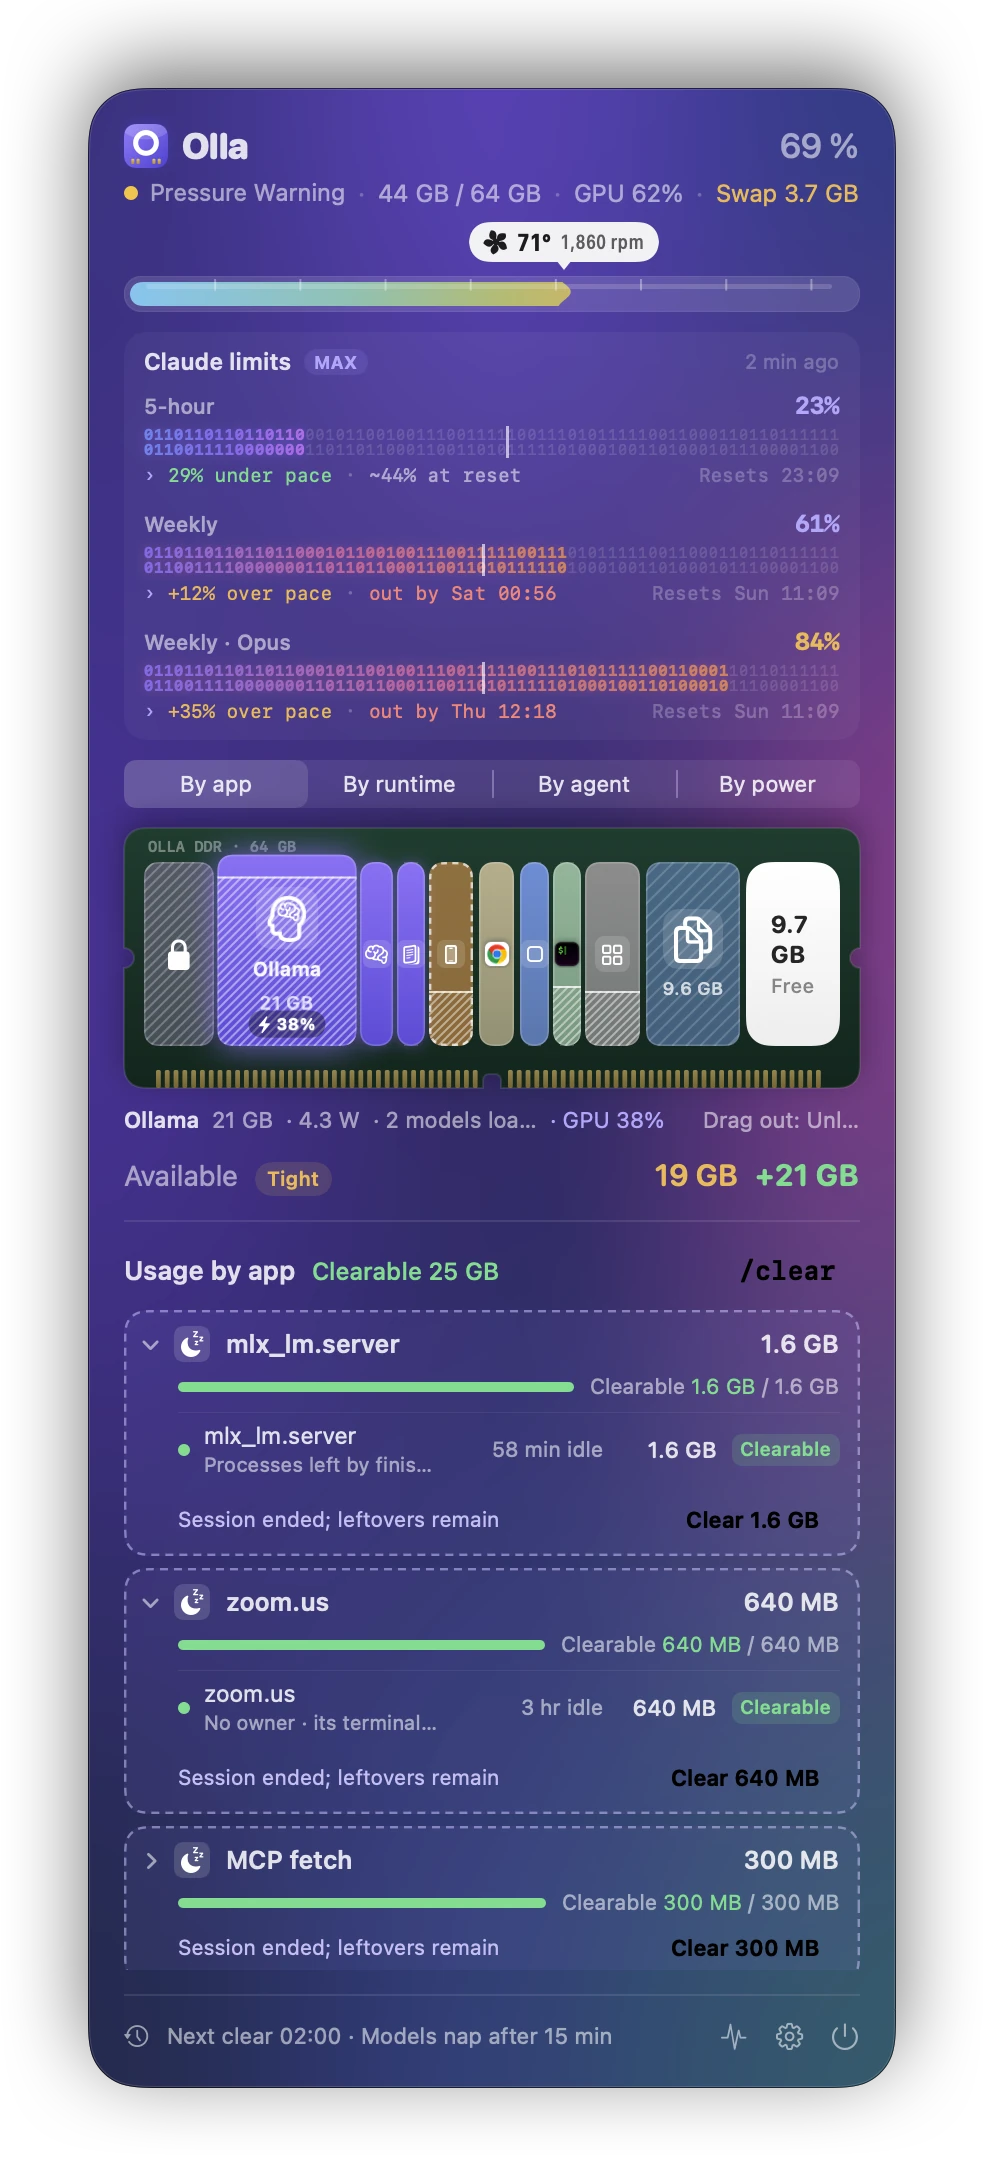 Olla 69 %
Pressure Warning · 44 GB / 64 GB · GPU 62% · Swap 3.7 GB
71° 1,860 rpm
Claude limits MAX 2 min ago
5-hour 23%
› 29% under pace · ~44% at reset Resets 23:09
Weekly 61%
› +12% over pace · out by Sat 00:56 Resets Sun 11:09
Weekly · Opus 84%
› +35% over pace · out by Thu 12:18 Resets Sun 11:09
By app By runtime By agent By power
OLLA DDR · 64 GB
Ollama
21 GB
38%
$|
9.6 GB
9.7
GB
Free
Ollama 21 GB · 4.3 W · 2 models loa... · GPU 38% Drag out: Unl...
Available Tight 19 GB +21 GB
Usage by app Clearable 25 GB /clear
mlx_lm.server 1.6 GB
Clearable 1.6 GB / 1.6 GB
mlx_lm.server 58 min idle 1.6 GB Clearable
Processes left by finis...
Session ended; leftovers remain Clear 1.6 GB
zoom.us 640 MB
Clearable 640 MB / 640 MB
zoom.us 3 hr idle 640 MB Clearable
No owner · its terminal...
Session ended; leftovers remain Clear 640 MB
MCP fetch 300 MB
Clearable 300 MB / 300 MB
Session ended; leftovers remain Clear 300 MB
Next clear 02:00 · Models nap after 15 min